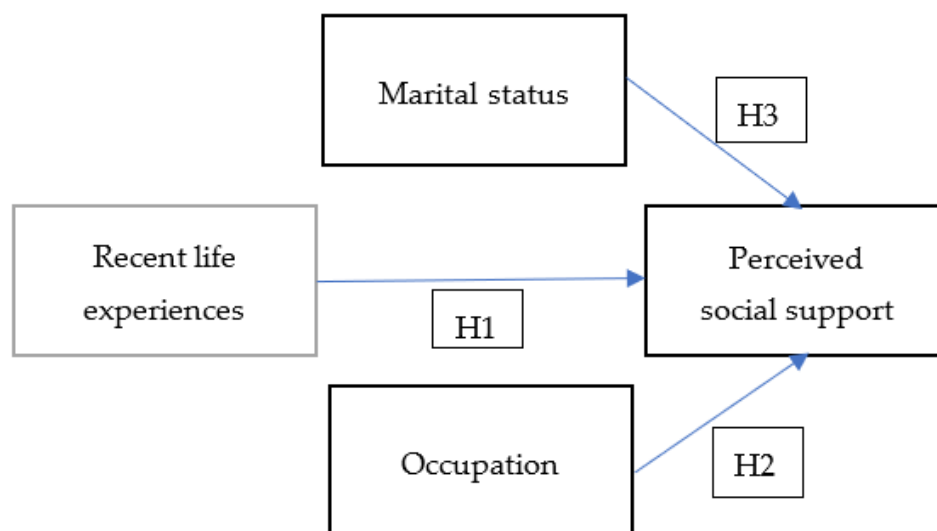 Marital status
H3
Recent life
experiences
H1
Perceived
social support
Occupation
H2